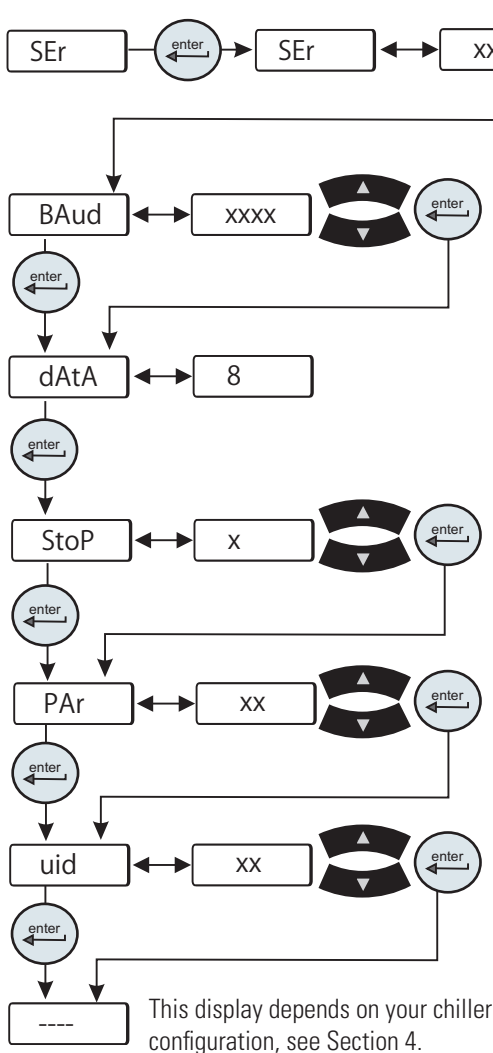 SEr enter SEr xx
BAud xxxx enter
enter
dAtA 8
enter
StoP x enter
enter
PAr xx enter
enter
uid xx enter
enter
---- This display depends on your chiller
configuration, see Section 4.